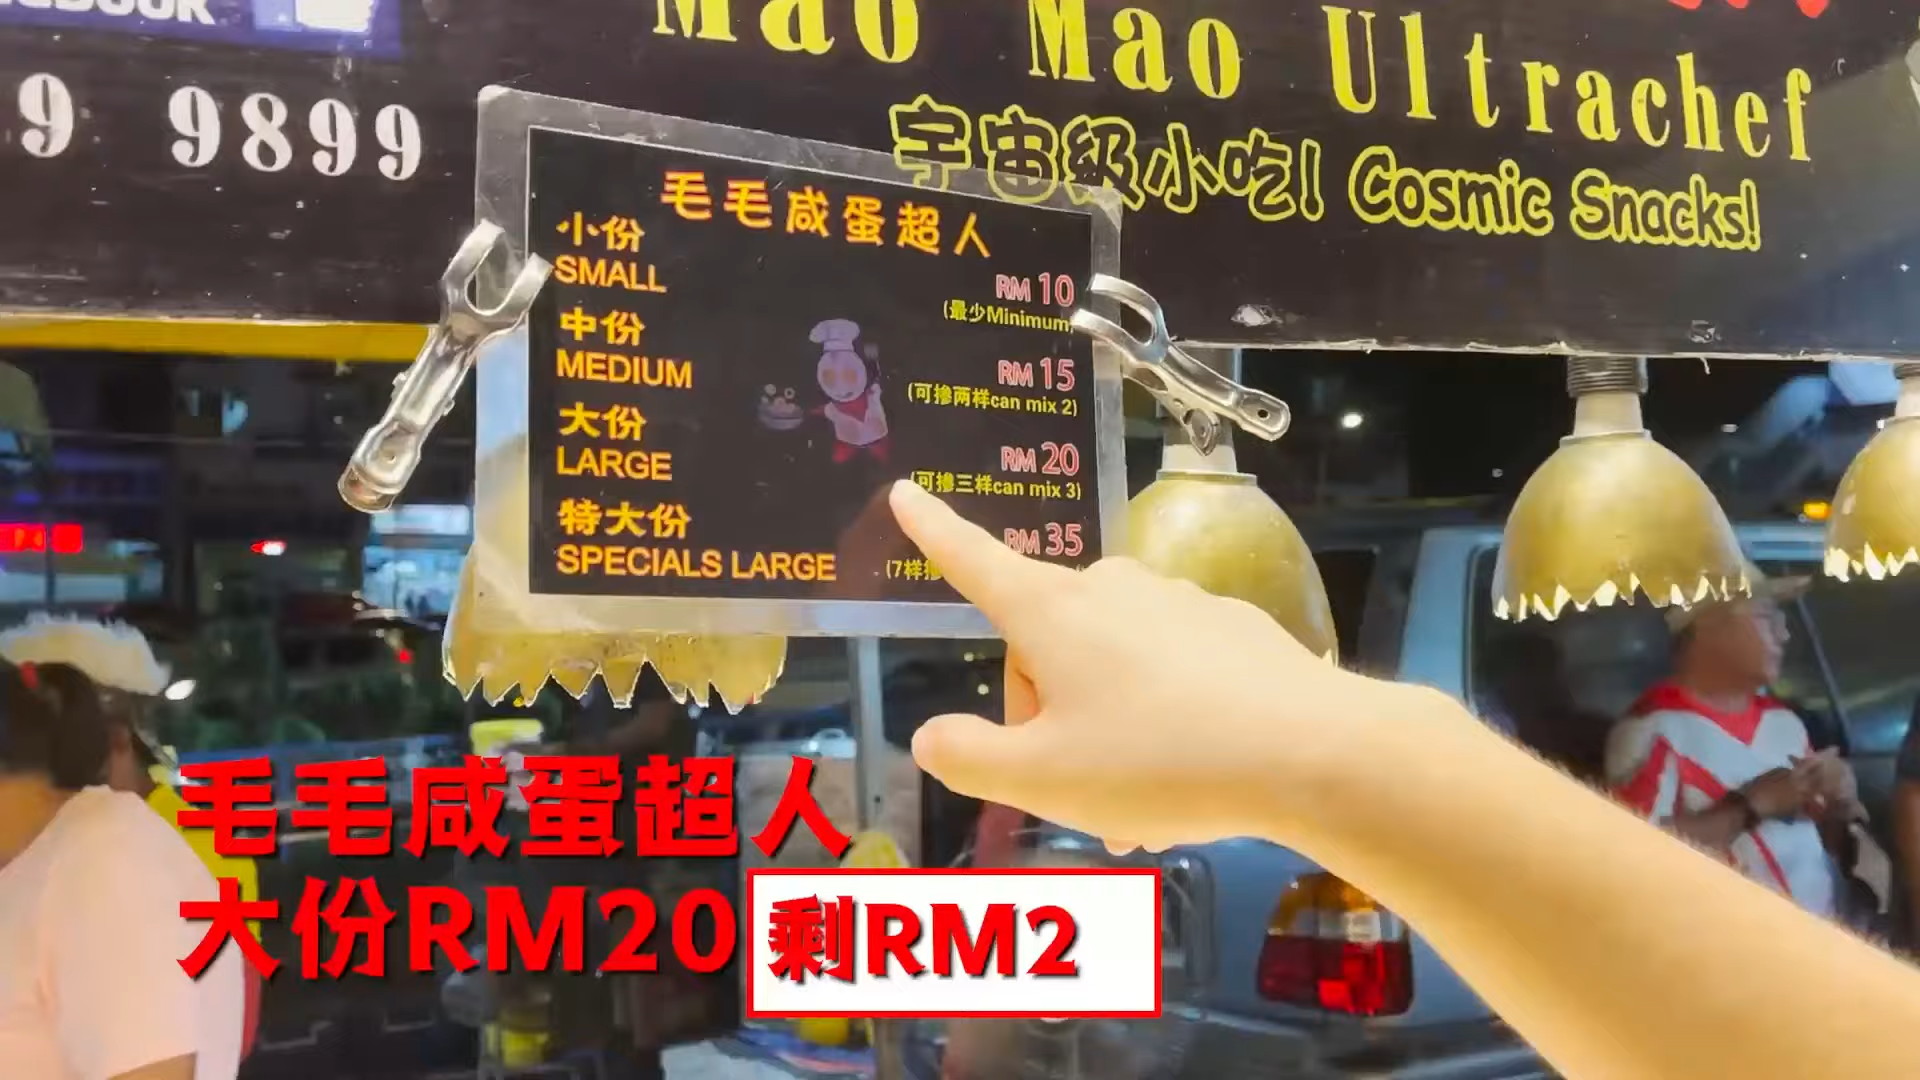 Mao Mao Ultrachef
9 9899
宇宙級小吃! Cosmic Snacks!
毛毛咸蛋超人
小份
SMALL
RM 10
(最少Minimum)
中份
MEDIUM
RM 15
(可掺两样can mix 2)
大份
LARGE
RM 20
(可掺三样can mix 3)
特大份
SPECIALS LARGE
RM 35
(7样掺
毛毛咸蛋超人
大份RM20 剩RM2